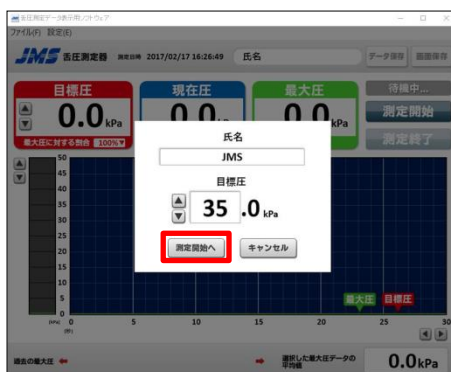 舌圧測定データ表示用ソフトウェア
ファイル(F) 設定(E)
JMS 舌圧測定器 測定日時 2017/02/17 16:26:49 氏名 データ保存 画面保存
目標圧 現在圧 最大圧 待機中...
0.0 kPa 0.0 0.0 kPa 測定開始
最大圧に対する割合 100% 測定終了
氏名
JMS
目標圧
35 .0 kPa
測定開始へ キャンセル
50
45
40
35
30
25
20
15
10
5
0
最大圧 目標圧
(kPa) 0 5 10 15 20 25 30
(秒)
過去の最大圧 選択した最大圧データの平均値 0.0kPa